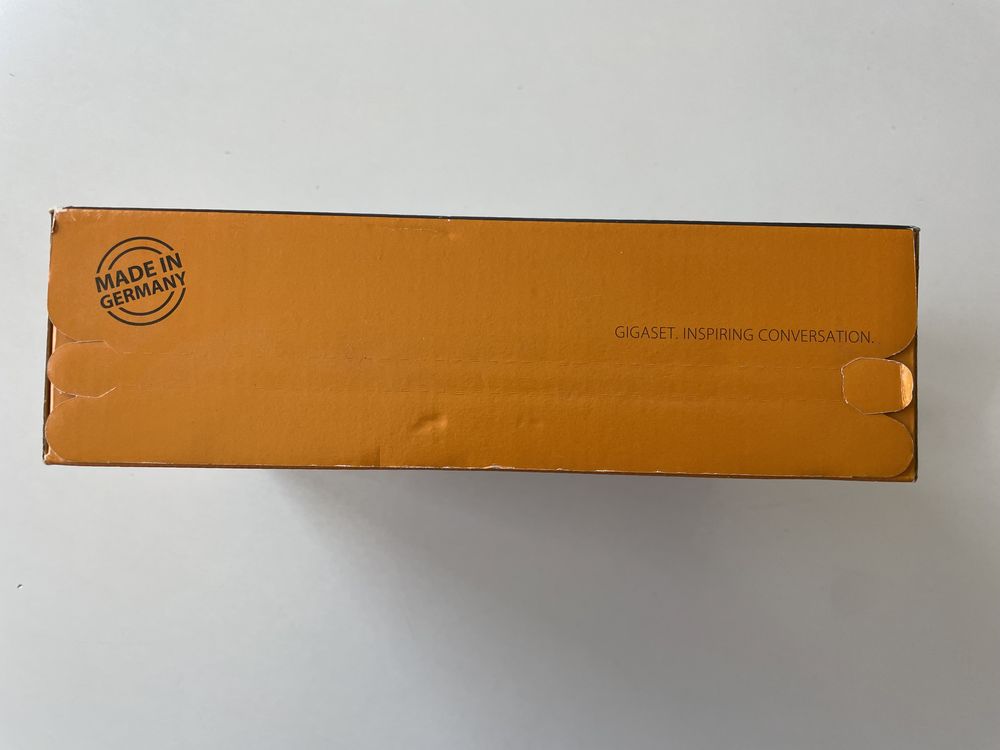 MADE IN
GERMANY
GIGASET. INSPIRING CONVERSATION.